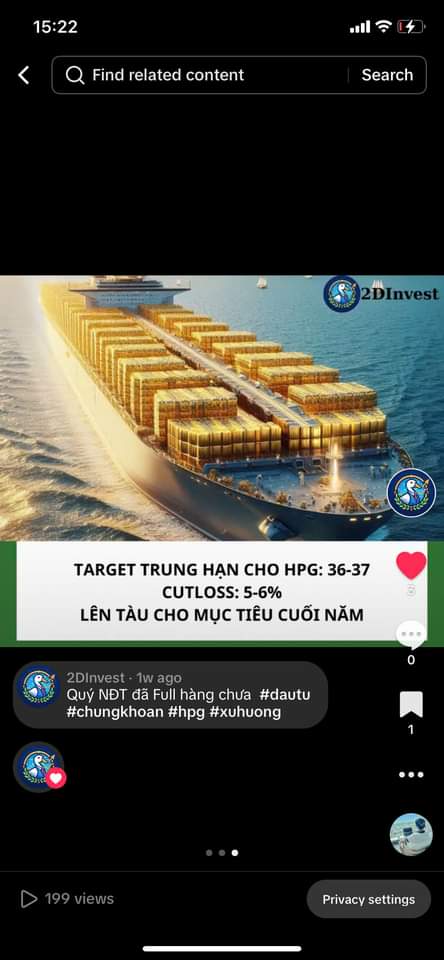 15:22
Find related content
Search
2DInvest
TARGET TRUNG HẠN CHO HPG: 36-37
CUTLOSS: 5-6%
LÊN TÀU CHO MỤC TIÊU CUỐI NĂM
0
1
2DInvest · 1w ago
Quý NĐT đã Full hàng chưa #dautu
#chungkhoan #hpg #xuhuong
199 views
Privacy settings